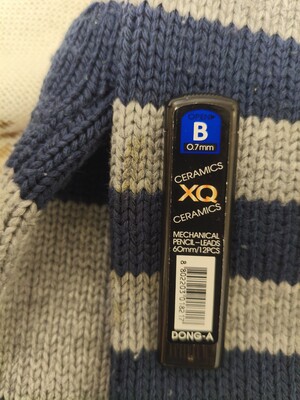 B
0.7mm
CERAMICS
XQ
CERAMICS
MECHANICAL
PENCIL-LEADS
60mm/12PCS
DONG-A